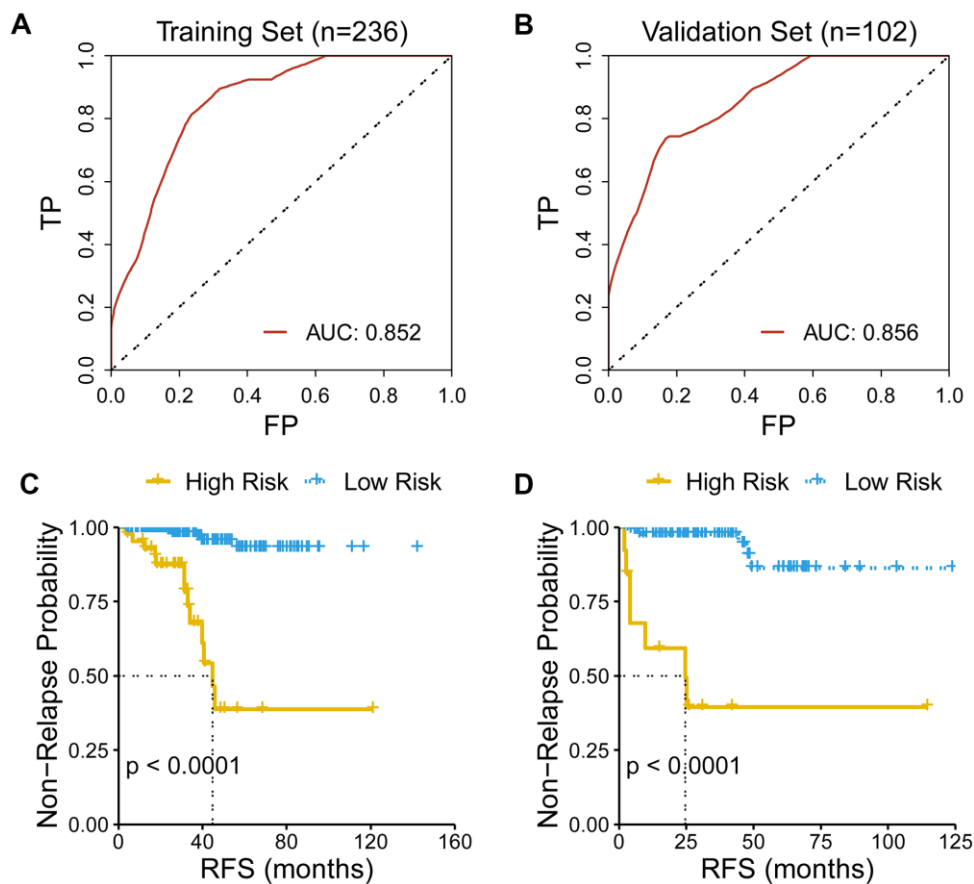 A
Training Set (n=236)
TP
1.0
0.8
0.6
0.4
0.2
0.0
AUC: 0.852
0.0 0.2 0.4 0.6 0.8 1.0
FP
B
Validation Set (n=102)
TP
1.0
0.8
0.6
0.4
0.2
0.0
AUC: 0.856
0.0 0.2 0.4 0.6 0.8 1.0
FP
C
High Risk Low Risk
Non−Relapse Probability
1.00
0.75
0.50
0.25
0.00
p < 0.0001
0 40 80 120 160
RFS (months)
D
High Risk Low Risk
Non−Relapse Probability
1.00
0.75
0.50
0.25
0.00
p < 0.0001
0 25 50 75 100 125
RFS (months)